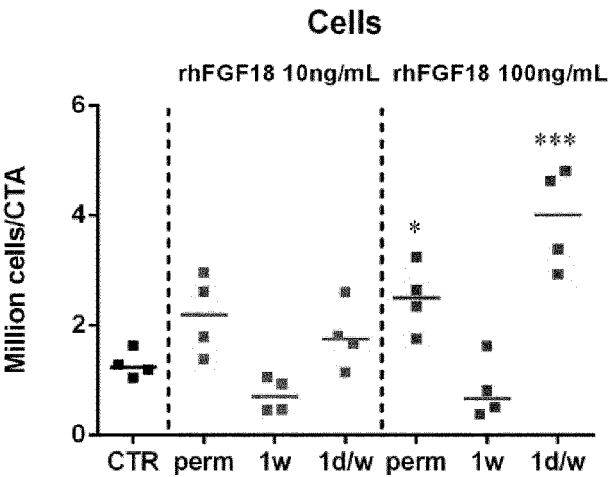 Cells
rhFGF18 10ng/mL rhFGF18 100ng/mL
Million cells/CTA
6
4
2
0
*
***
CTR perm 1w 1d/w perm 1w 1d/w